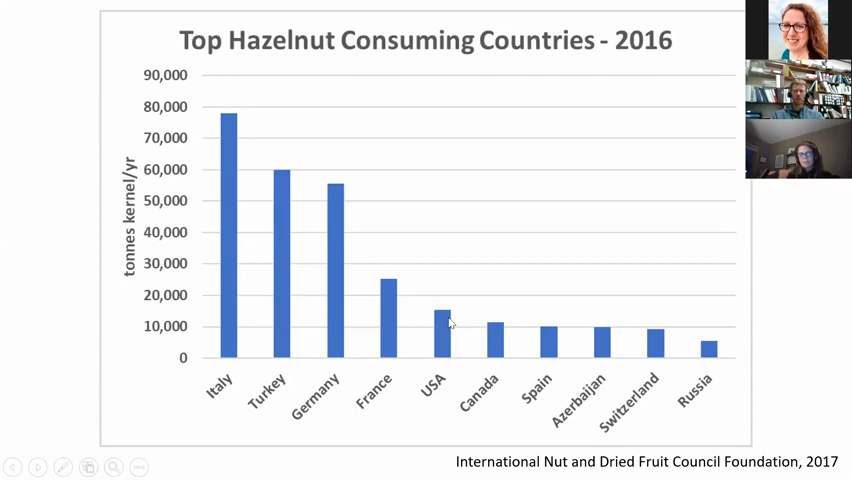 Top Hazelnut Consuming Countries - 2016
90,000
80,000
70,000
60,000
50,000
40,000
30,000
20,000
10,000
0
tonnes kernel/yr
Italy
Turkey
Germany
France
USA
Canada
Spain
Azerbaijan
Switzerland
Russia
International Nut and Dried Fruit Council Foundation, 2017